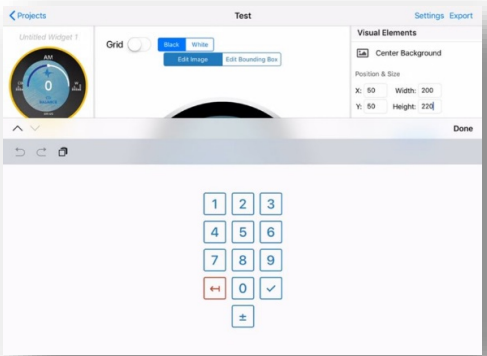 Projects
Test
Settings Export
Untitled Widget 1
Grid
Black White
Edit Image Edit Bounding Box
Visual Elements
Center Background
Position & Size
X: 50 Width: 200
Y: 50 Height: 220
AM
0
Done
1 2 3
4 5 6
7 8 9
0
±